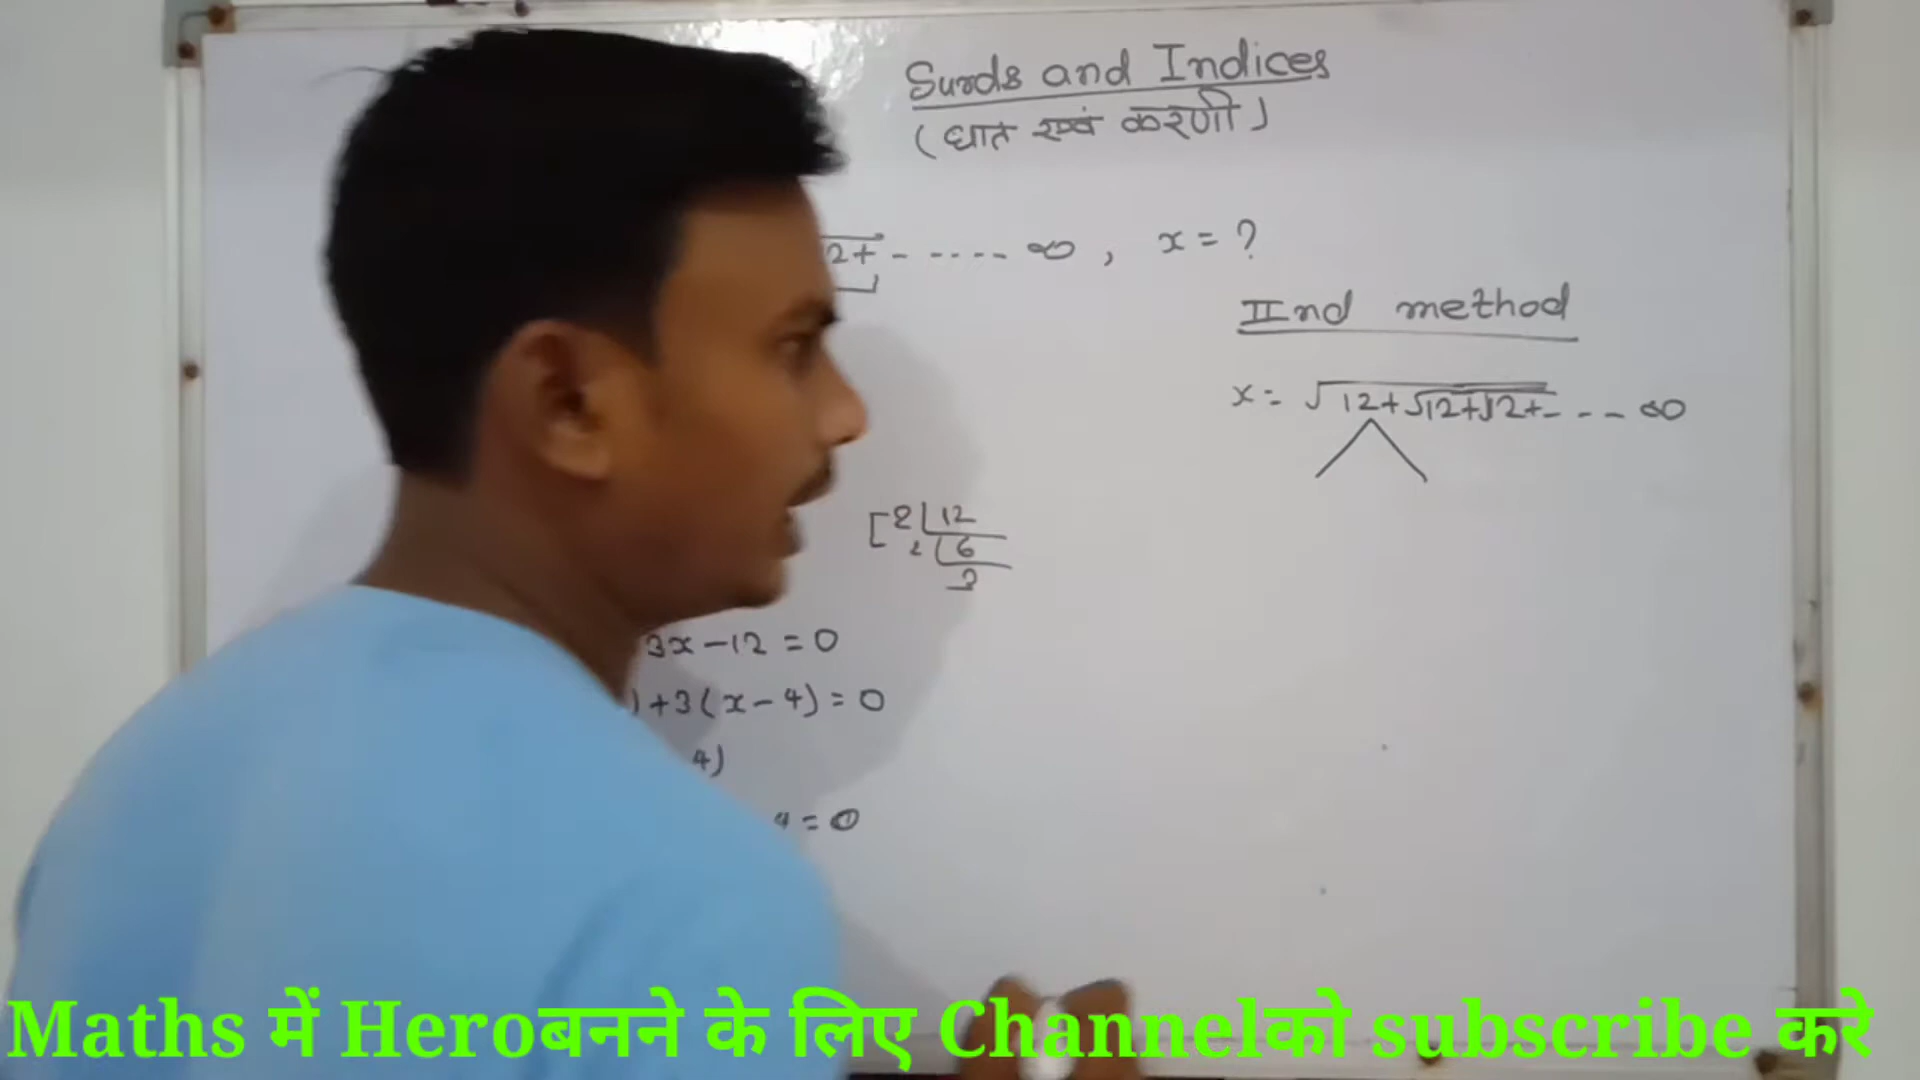 Surds and Indices
(घात एवं करणी)
2+ - ---- ∞ , x = ?
IInd method
x = √12+√12+√12+--- ∞
[2 12
2 6
3
3x - 12 = 0
) + 3(x - 4) = 0
4)
4 = 0
Maths में Heroबनने के लिए Channelको subscribe करे